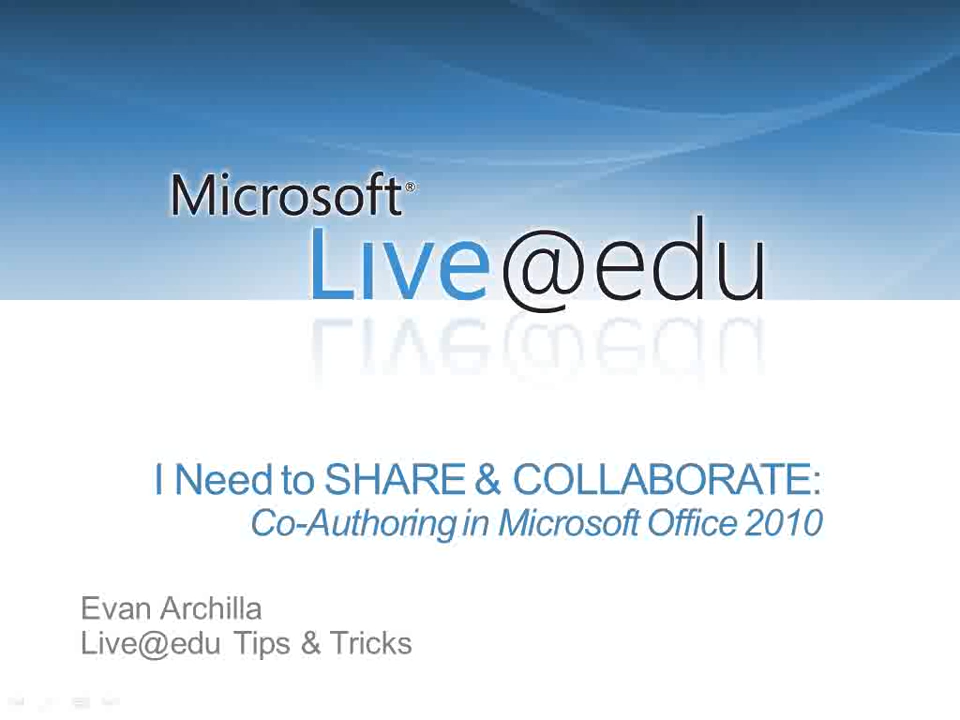 Microsoft®
Live@edu
I Need to SHARE & COLLABORATE:
Co-Authoring in Microsoft Office 2010
Evan Archilla
Live@edu Tips & Tricks